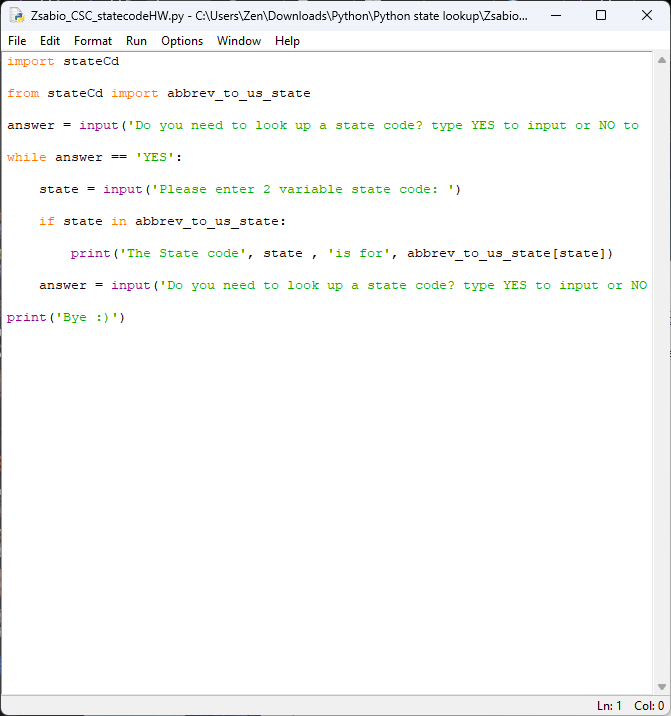 Zsabio_CSC_statecodeHW.py - C:\Users\Zen\Downloads\Python\Python state lookup\Zsabio...
File Edit Format Run Options Window Help
import stateCd
from stateCd import abbrev_to_us_state
answer = input('Do you need to look up a state code? type YES to input or NO to
while answer == 'YES':
    state = input('Please enter 2 variable state code: ')
    if state in abbrev_to_us_state:
        print('The State code', state , 'is for', abbrev_to_us_state[state])
    answer = input('Do you need to look up a state code? type YES to input or NO
print('Bye :)')
Ln: 1 Col: 0